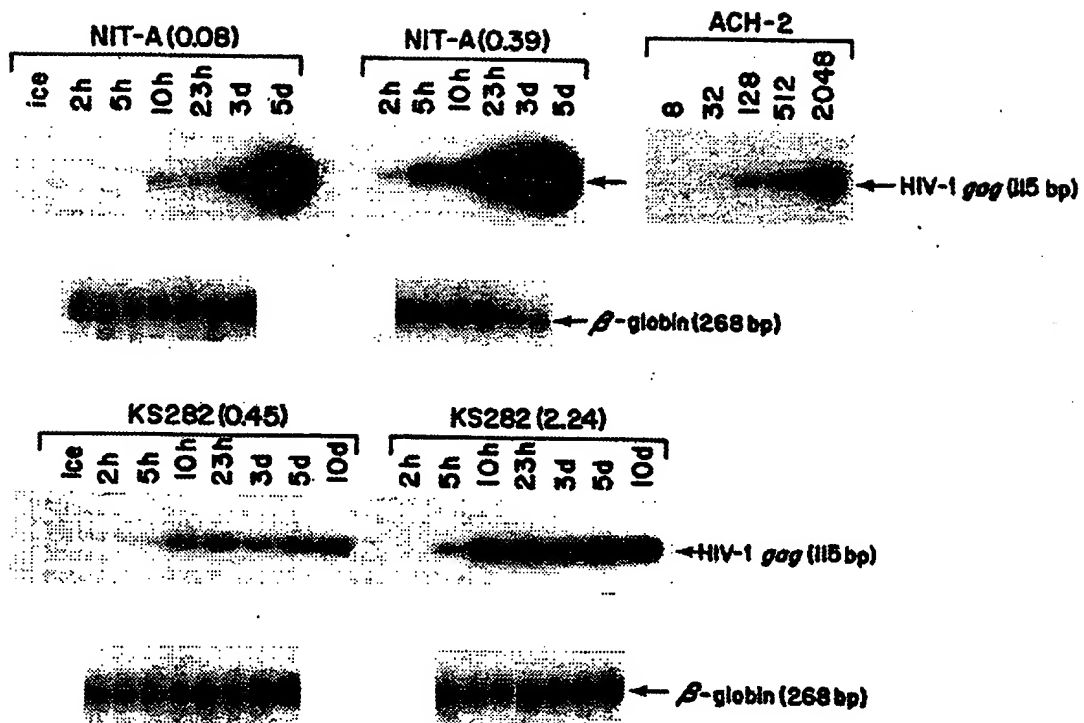 NIT-A(0.08)
ice 2h 5h 10h 23h 3d 5d
NIT-A(0.39)
2h 5h 10h 23h 3d 5d
ACH-2
8 32 128 512 2048
HIV-1 gag (115 bp)
β-globin (268 bp)
KS282(0.45)
ice 2h 5h 10h 23h 3d 5d 10d
KS282(2.24)
2h 5h 10h 23h 3d 5d 10d
HIV-1 gag (115 bp)
β-globin (268 bp)